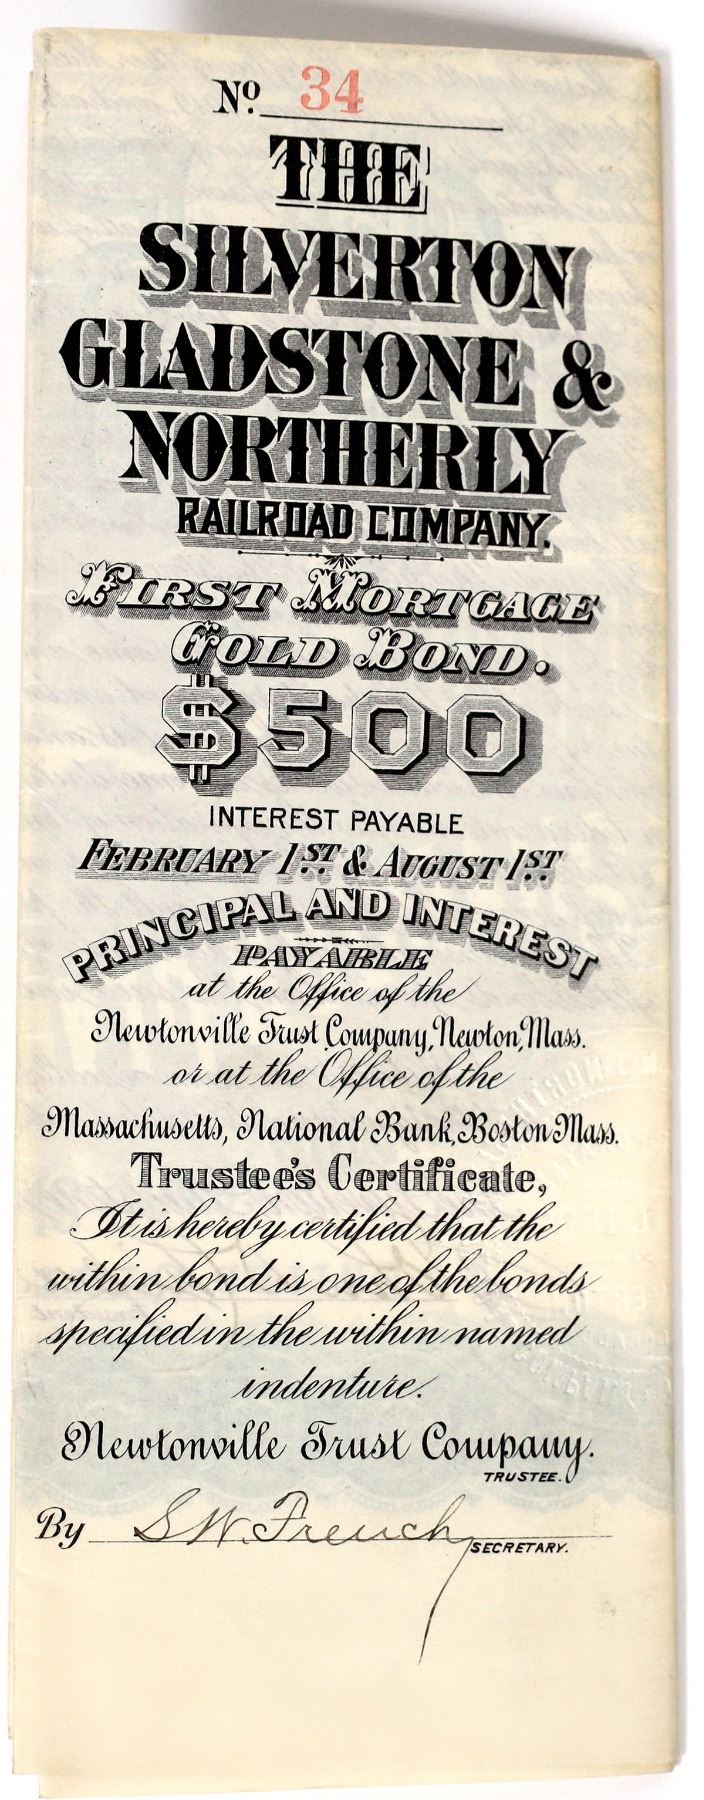 No. 34
THE
SILVERTON
GLADSTONE &
NORTHERLY
RAILROAD COMPANY.
FIRST MORTGAGE
GOLD BOND.
$500
INTEREST PAYABLE
FEBRUARY 1ST & AUGUST 1ST
PRINCIPAL AND INTEREST
PAYABLE
at the Office of the
Newtonville Trust Company, Newton, Mass.
or at the Office of the
Massachusetts, National Bank, Boston Mass.
Trustee's Certificate,
It is hereby certified that the
within bond is one of the bonds
specified in the within named
indenture.
Newtonville Trust Company.
TRUSTEE.
By S W. French
SECRETARY.